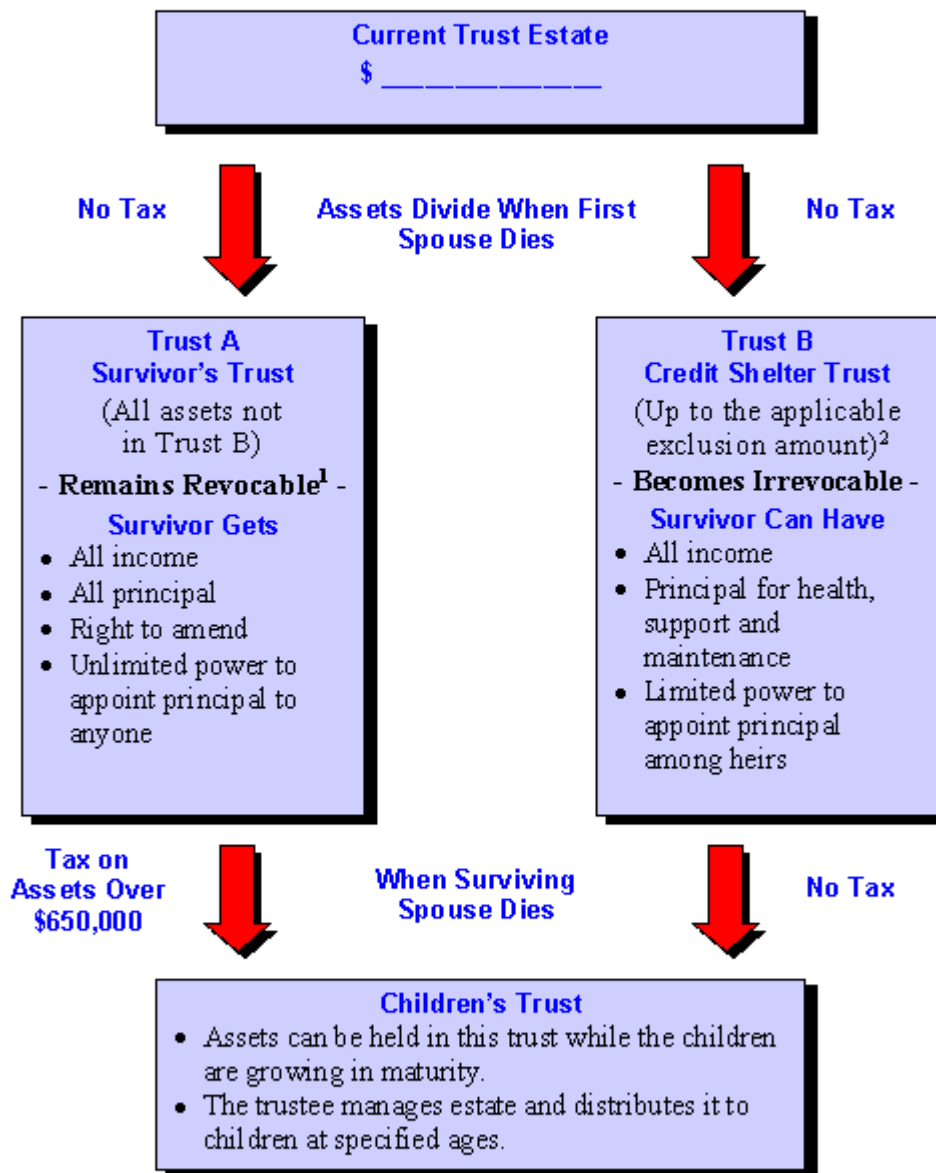 Current Trust Estate
$ _______________
No Tax
Assets Divide When First
Spouse Dies
No Tax
Trust A
Survivor's Trust
(All assets not
in Trust B)
- Remains Revocable¹ -
Survivor Gets
• All income
• All principal
• Right to amend
• Unlimited power to
appoint principal to
anyone
Trust B
Credit Shelter Trust
(Up to the applicable
exclusion amount)²
- Becomes Irrevocable -
Survivor Can Have
• All income
• Principal for health,
support and
maintenance
• Limited power to
appoint principal
among heirs
Tax on
Assets Over
$650,000
When Surviving
Spouse Dies
No Tax
Children's Trust
• Assets can be held in this trust while the children
are growing in maturity.
• The trustee manages estate and distributes it to
children at specified ages.